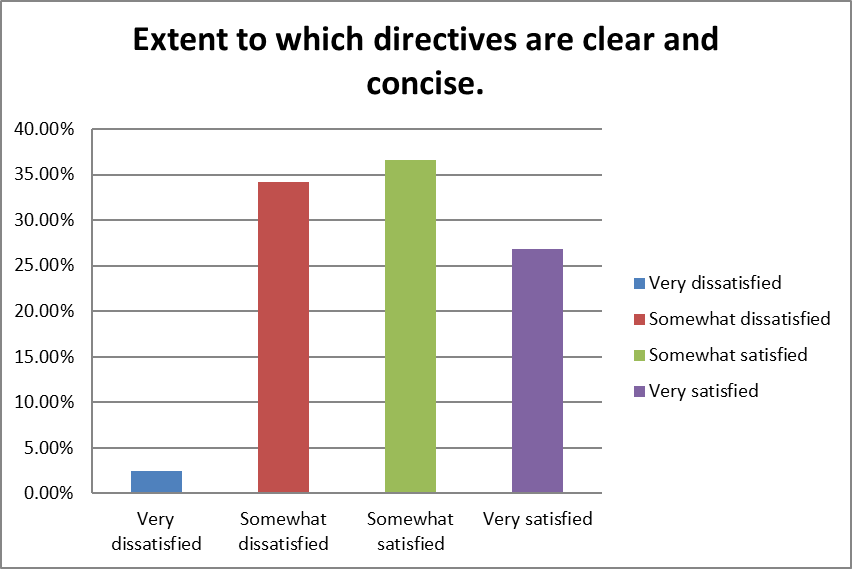 Extent to which directives are clear and
concise.
40.00%
35.00%
30.00%
25.00%
20.00%
15.00%
10.00%
5.00%
0.00%
Very
dissatisfied
Somewhat
dissatisfied
Somewhat
satisfied
Very satisfied
Very dissatisfied
Somewhat dissatisfied
Somewhat satisfied
Very satisfied